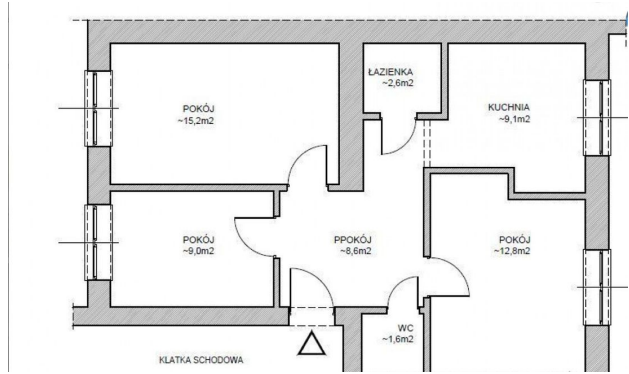 ŁAZIENKA
~2,6m2
POKÓJ
~15,2m2
KUCHNIA
~9,1m2
POKÓJ
~9,0m2
PPOKÓJ
~8,6m2
POKÓJ
~12,8m2
WC
~1,6m2
KLATKA SCHODOWA